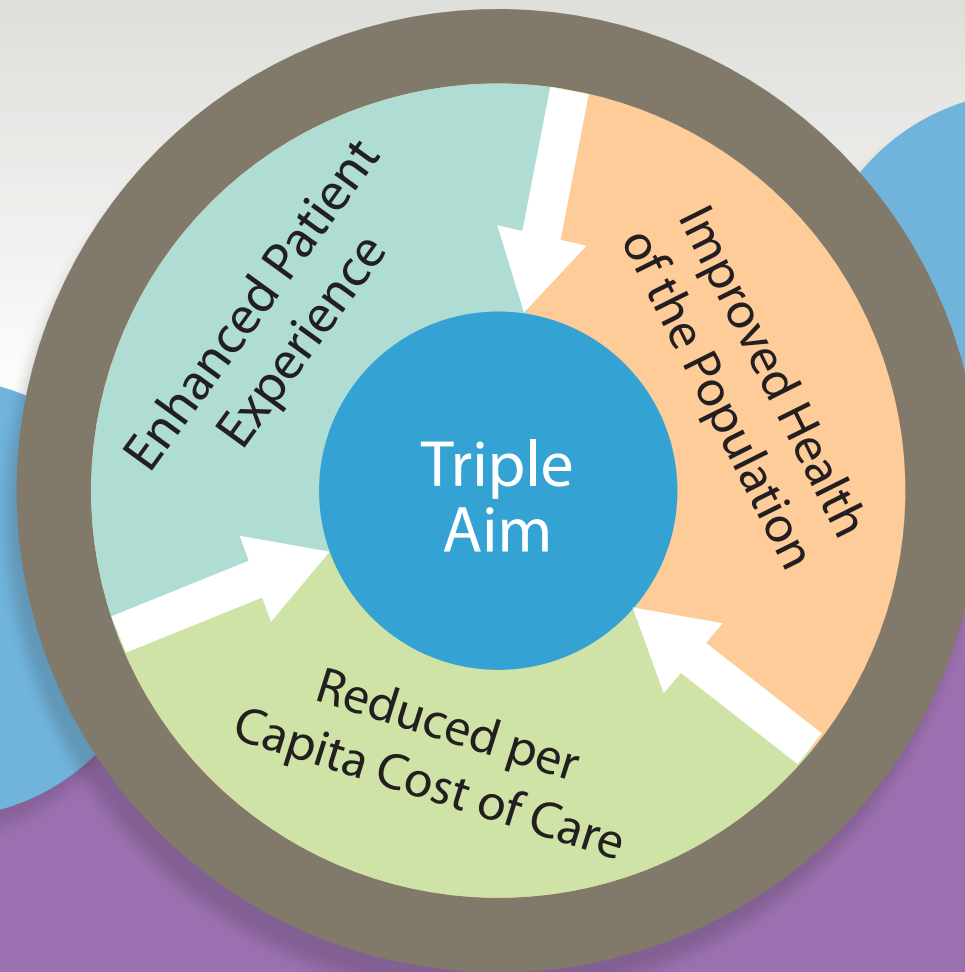 Enhanced Patient
Experience
Improved Health
of the Population
Triple
Aim
Reduced per
Capita Cost of Care